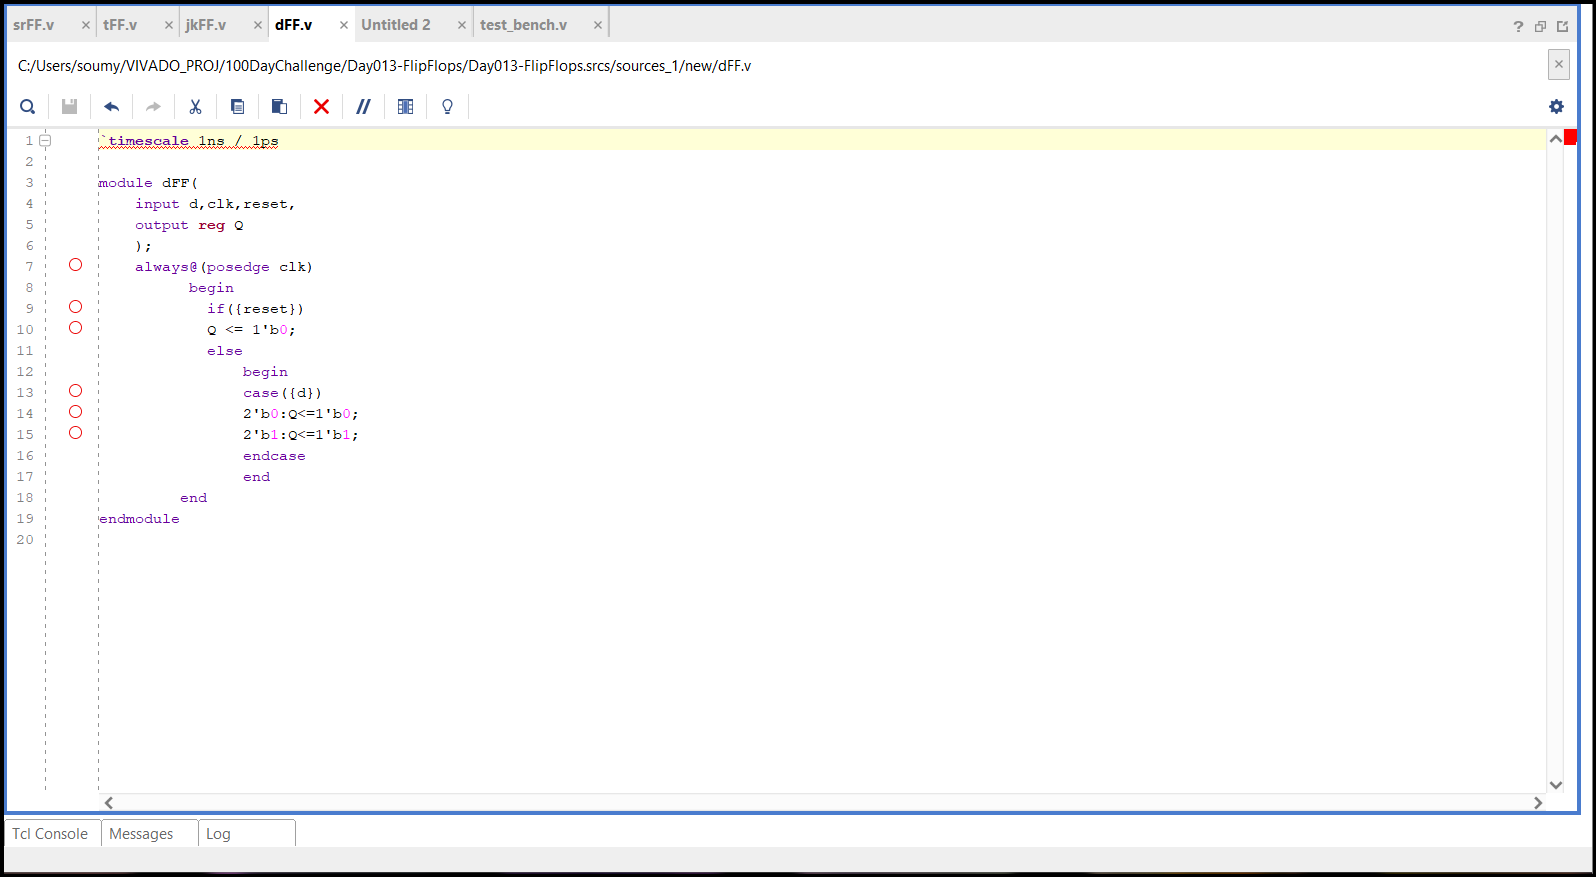 srFF.v × tFF.v × jkFF.v × dFF.v × Untitled 2 × test_bench.v × ?
C:/Users/soumy/VIVADO_PROJ/100DayChallenge/Day013-FlipFlops/Day013-FlipFlops.srcs/sources_1/new/dFF.v ×
1 `timescale 1ns / 1ps
2
3 module dFF(
4 input d,clk,reset,
5 output reg Q
6 );
7 always@(posedge clk)
8 begin
9 if({reset})
10 Q <= 1'b0;
11 else
12 begin
13 case({d})
14 2'b0:Q<=1'b0;
15 2'b1:Q<=1'b1;
16 endcase
17 end
18 end
19 endmodule
20
Tcl Console Messages Log